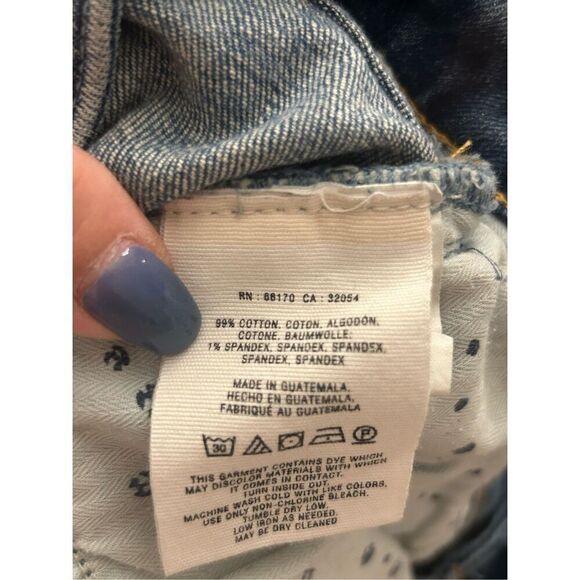 RN : 66170 CA : 32054
99% COTTON, COTON, ALGODÓN,
COTONE, BAUMWOLLE,
1% SPANDEX, SPANDEX, SPANDEX,
SPANDEX, SPANDEX
MADE IN GUATEMALA,
HECHO EN GUATEMALA,
FABRIQUÉ AU GUATEMALA
30 P
THIS GARMENT CONTAINS DYE WHICH
MAY DISCOLOR MATERIALS WITH WHICH
IT COMES IN CONTACT.
TURN INSIDE OUT.
MACHINE WASH COLD WITH LIKE COLORS,
USE ONLY NON-CHLORINE BLEACH.
TUMBLE DRY LOW.
LOW IRON AS NEEDED.
MAY BE DRY CLEANED